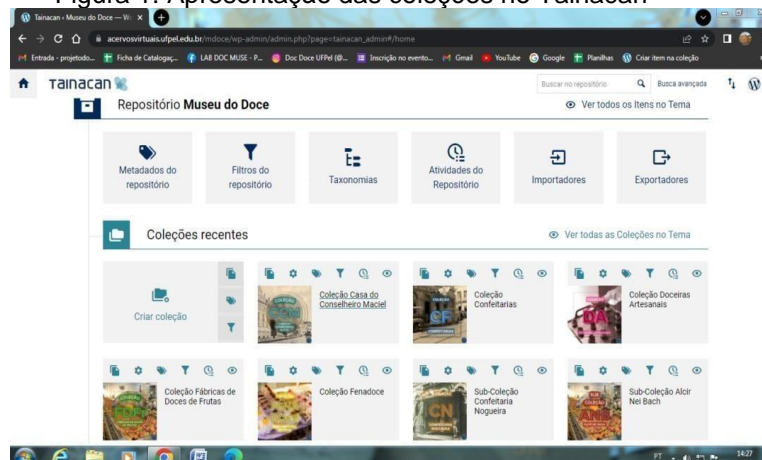 Figura 1: Apresentação das coleções no Tainacan
Tainacan ‹ Museu do Doce — W
acervosvirtuais.ufpel.edu.br/mdoce/wp-admin/admin.php?page=tainacan_admin#/home
Entrada - projetodo... Ficha de Catalogaç... LAB DOC MUSE - P... Doc Doce UFPel (@... Inscrição no evento... Gmail YouTube Google Planilhas Criar item na coleção
Tainacan Buscar no repositório Busca avançada
Repositório Museu do Doce Ver todos os Itens no Tema
Metadados do repositório
Filtros do repositório
Taxonomias
Atividades do Repositório
Importadores
Exportadores
Coleções recentes Ver todas as Coleções no Tema
Criar coleção
Coleção Casa do Conselheiro Maciel
CF
Coleção Confeitarias
DA
Coleção Doceiras Artesanais
Coleção Fábricas de Doces de Frutas
Coleção Fenadoce
CN
Sub-Coleção Confeitaria Nogueira
ANB
Sub-Coleção Alcir Nei Bach
PT 14:27